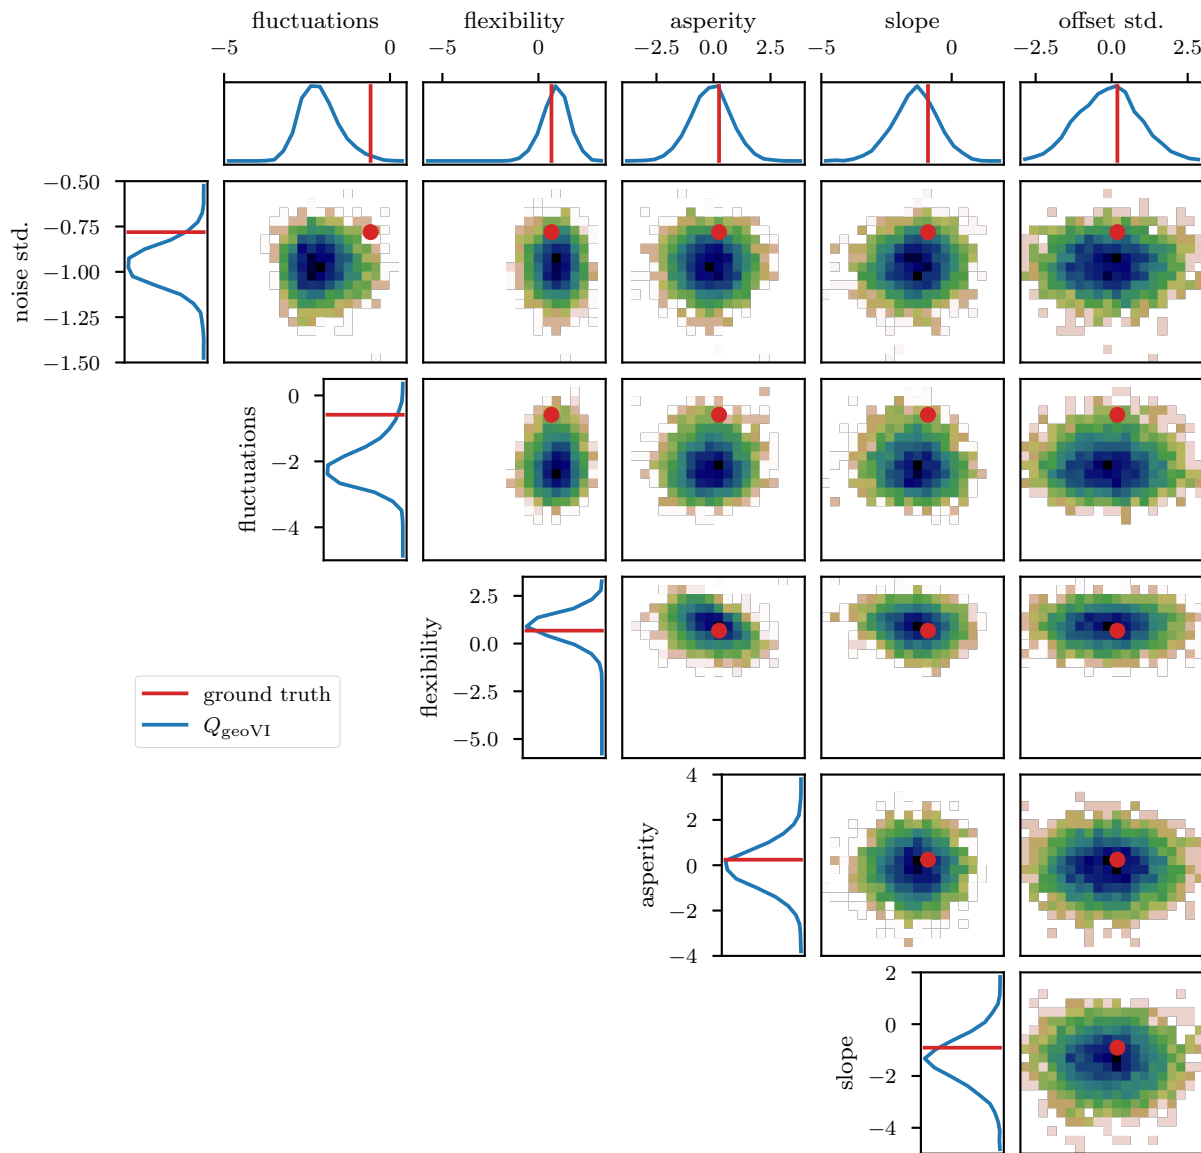 fluctuations flexibility asperity slope offset std.
−5 0 0 −2.5 0.0 2.5 −5 0 −2.5 0.0 2.5
noise std.
−0.50
−0.75
−1.00
−1.25
−1.50
fluctuations
0
−2
−4
flexibility
2.5
0.0
−2.5
−5.0
ground truth
QgeoVI
asperity
4
2
0
−2
−4
slope
2
0
−2
−4